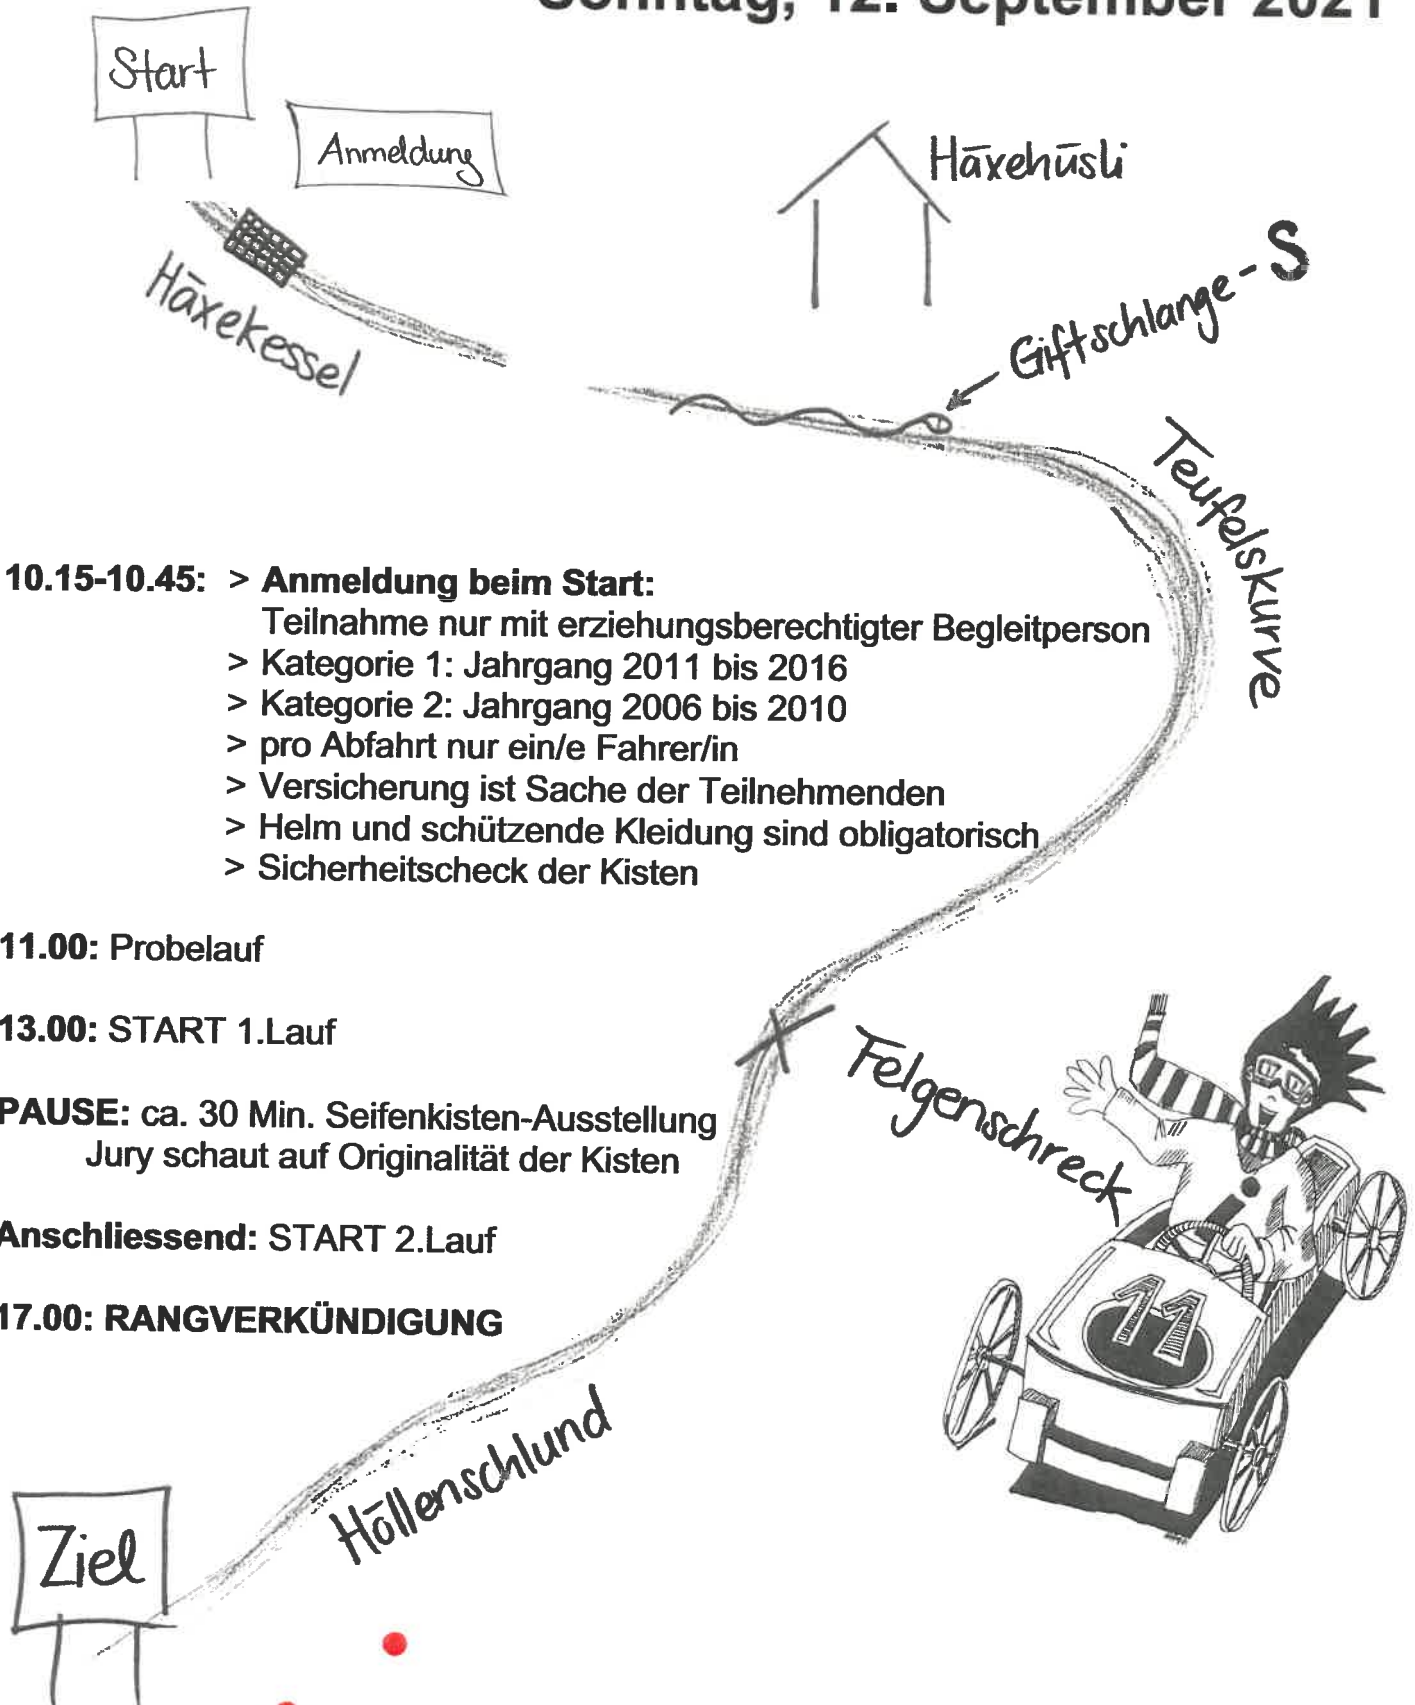 Sonntag, 12. September 2021
Start
Anmeldung
Häxehüsli
Häxekessel
Giftschlange-S
Teufelskurve
10.15-10.45: > Anmeldung beim Start:
Teilnahme nur mit erziehungsberechtigter Begleitperson
> Kategorie 1: Jahrgang 2011 bis 2016
> Kategorie 2: Jahrgang 2006 bis 2010
> pro Abfahrt nur ein/e Fahrer/in
> Versicherung ist Sache der Teilnehmenden
> Helm und schützende Kleidung sind obligatorisch
> Sicherheitscheck der Kisten
11.00: Probelauf
13.00: START 1.Lauf
Felgenschreck
PAUSE: ca. 30 Min. Seifenkisten-Ausstellung
Jury schaut auf Originalität der Kisten
Anschliessend: START 2.Lauf
17.00: RANGVERKÜNDIGUNG
11
Höllenschlund
Ziel